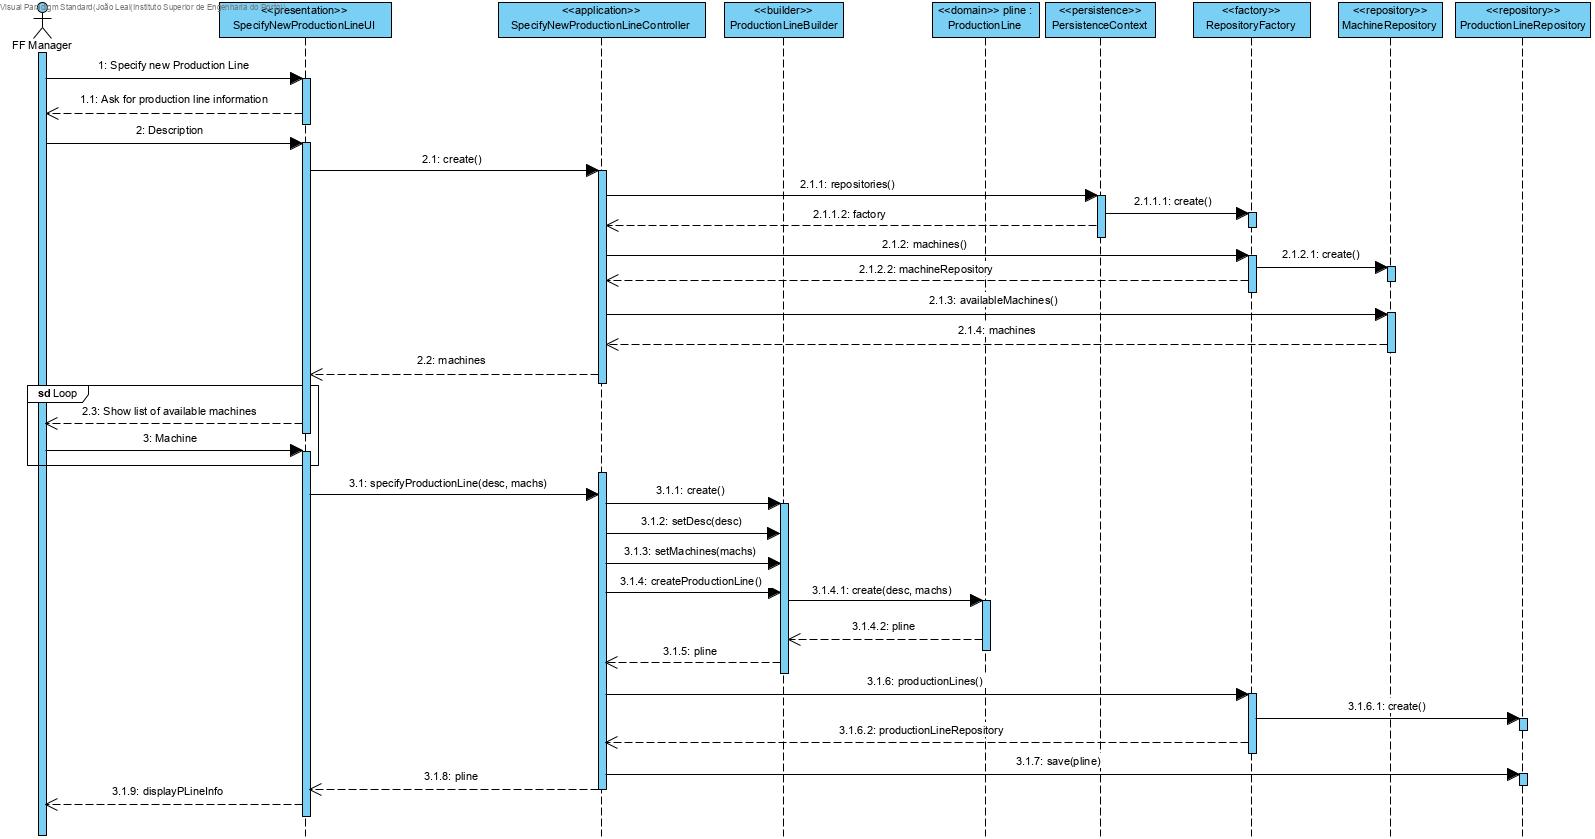 Visual Paradigm Standard(João Leal(Instituto Superior de Engenharia do Porto))
FF Manager
<<presentation>>
SpecifyNewProductionLineUI
<<application>>
SpecifyNewProductionLineController
<<builder>>
ProductionLineBuilder
<<domain>> pline :
ProductionLine
<<persistence>>
PersistenceContext
<<factory>>
RepositoryFactory
<<repository>>
MachineRepository
<<repository>>
ProductionLineRepository
1: Specify new Production Line
1.1: Ask for production line information
2: Description
2.1: create()
2.1.1: repositories()
2.1.1.1: create()
2.1.1.2: factory
2.1.2: machines()
2.1.2.1: create()
2.1.2.2: machineRepository
2.1.3: availableMachines()
2.1.4: machines
2.2: machines
sd Loop
2.3: Show list of available machines
3: Machine
3.1: specifyProductionLine(desc, machs)
3.1.1: create()
3.1.2: setDesc(desc)
3.1.3: setMachines(machs)
3.1.4: createProductionLine()
3.1.4.1: create(desc, machs)
3.1.4.2: pline
3.1.5: pline
3.1.6: productionLines()
3.1.6.1: create()
3.1.6.2: productionLineRepository
3.1.7: save(pline)
3.1.8: pline
3.1.9: displayPLineInfo